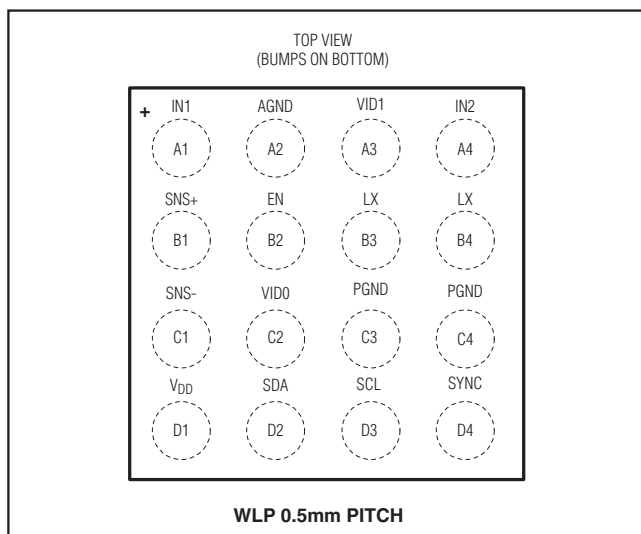 TOP VIEW
(BUMPS ON BOTTOM)
+ IN1 AGND VID1 IN2
A1 A2 A3 A4
SNS+ EN LX LX
B1 B2 B3 B4
SNS- VID0 PGND PGND
C1 C2 C3 C4
VDD SDA SCL SYNC
D1 D2 D3 D4
WLP 0.5mm PITCH